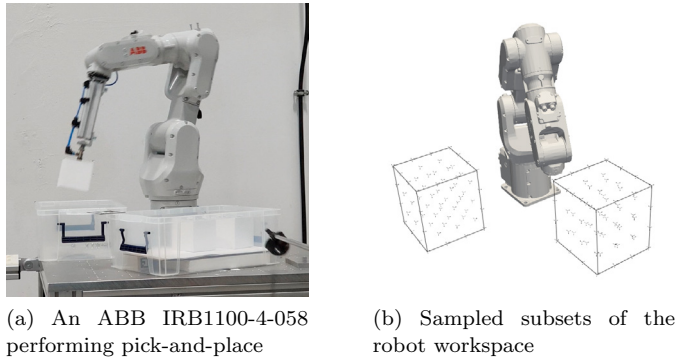 ABB
(a) An ABB IRB1100-4-058
performing pick-and-place
(b) Sampled subsets of the
robot workspace